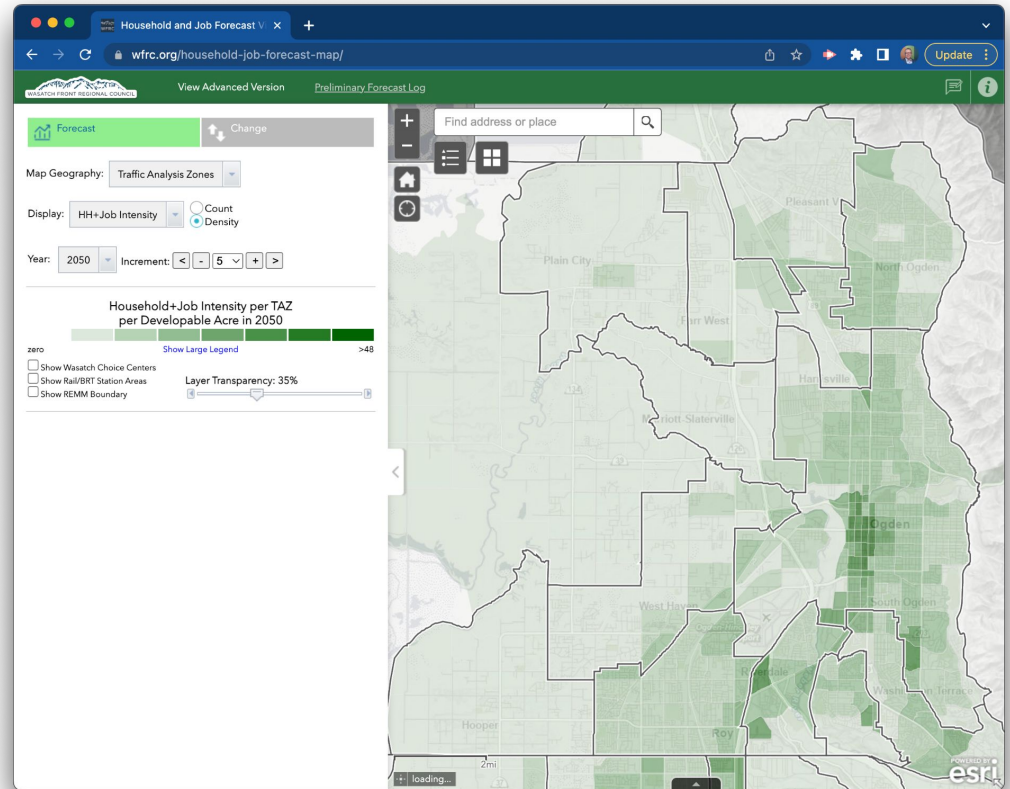 Household and Job Forecast V
wfrc.org/household-job-forecast-map/
Update
WASATCH FRONT REGIONAL COUNCIL
View Advanced Version
Preliminary Forecast Log
Forecast
Change
Map Geography: Traffic Analysis Zones
Display: HH+Job Intensity
Count
Density
Year: 2050 Increment: < - 5 + >
Household+Job Intensity per TAZ
per Developable Acre in 2050
zero
Show Large Legend
>48
Show Wasatch Choice Centers
Show Rail/BRT Station Areas
Show REMM Boundary
Layer Transparency: 35%
+
Find address or place
−
Pleasant V
Plain City
North Ogden
Farr West
Harrisville
Marriott-Slaterville
Ogden
West Haven
South Ogden
Riverdale
Washington Terrace
Hooper
Roy
2mi
loading...
POWERED BY
esri